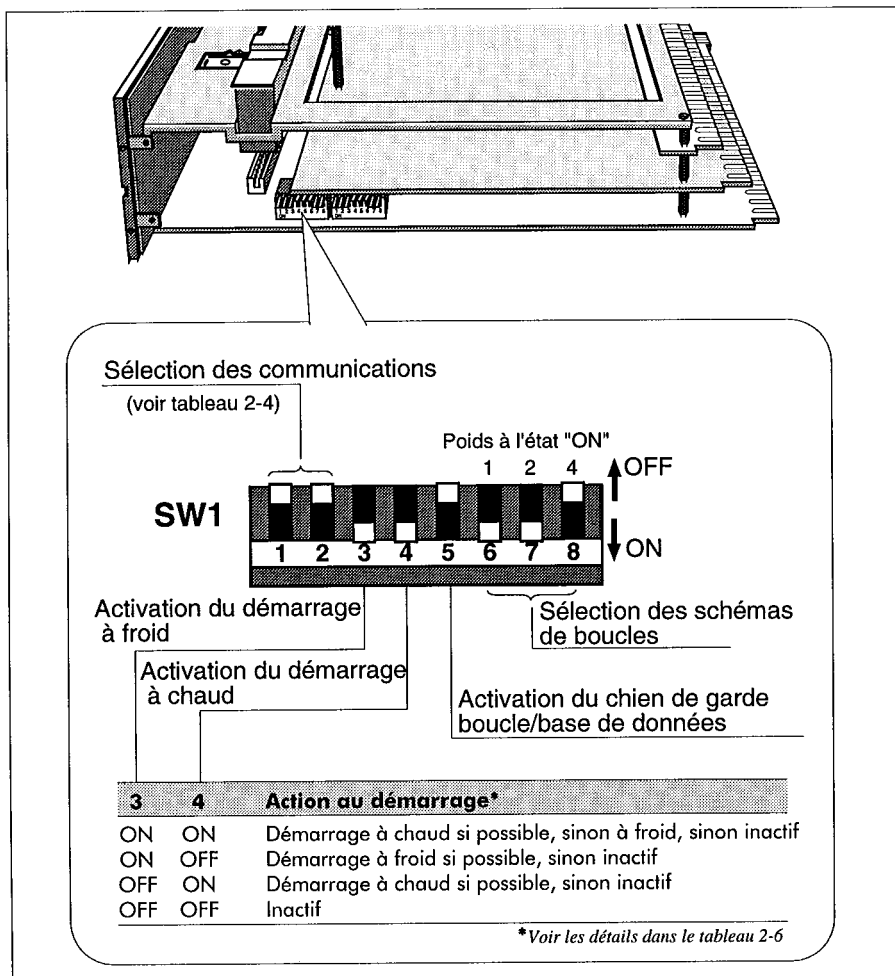 Sélection des communications
(voir tableau 2-4)
Poids à l'état "ON"
1 2 4
OFF
SW1
1 2 3 4 5 6 7 8
ON
Activation du démarrage
à froid
Sélection des schémas
de boucles
Activation du démarrage
à chaud
Activation du chien de garde
boucle/base de données
3 4 Action au démarrage*
ON ON Démarrage à chaud si possible, sinon à froid, sinon inactif
ON OFF Démarrage à froid si possible, sinon inactif
OFF ON Démarrage à chaud si possible, sinon inactif
OFF OFF Inactif
*Voir les détails dans le tableau 2-6